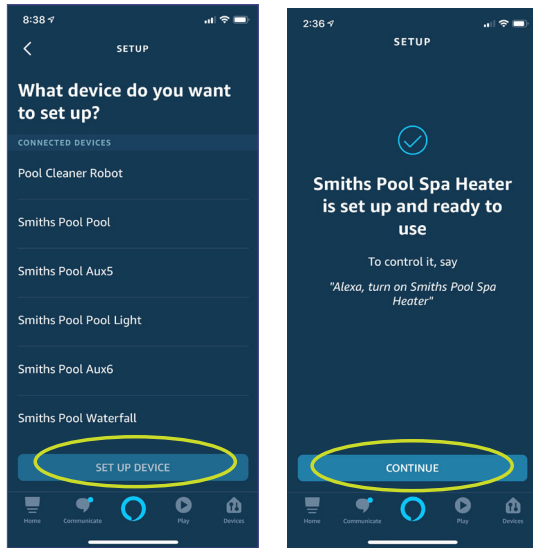 8:38
SETUP
What device do you want
to set up?
CONNECTED DEVICES
Pool Cleaner Robot
Smiths Pool Pool
Smiths Pool Aux5
Smiths Pool Pool Light
Smiths Pool Aux6
Smiths Pool Waterfall
SET UP DEVICE
Home
Communicate
Play
Devices
2:36
SETUP
Smiths Pool Spa Heater
is set up and ready to
use
To control it, say
"Alexa, turn on Smiths Pool Spa
Heater"
CONTINUE
Home
Communicate
Play
Devices